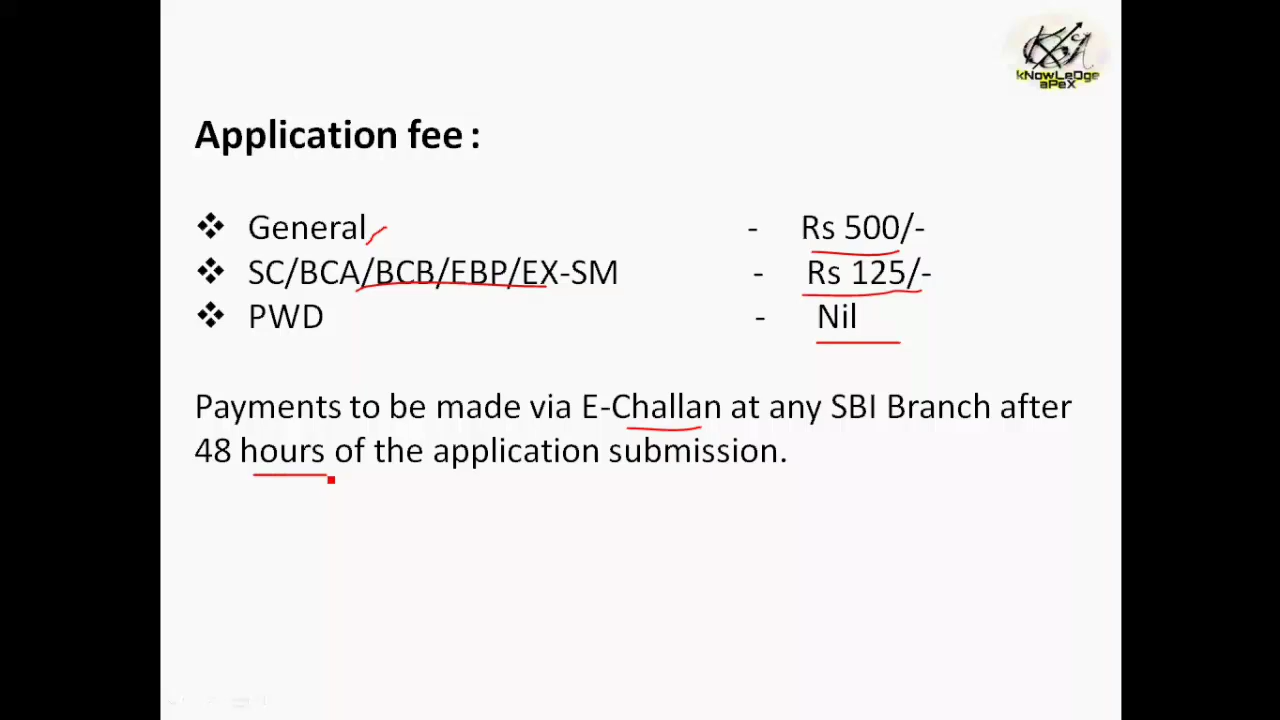 kNowLeDge
aPeX
Application fee :
❖ General - Rs 500/-
❖ SC/BCA/BCB/EBP/EX-SM - Rs 125/-
❖ PWD - Nil
Payments to be made via E-Challan at any SBI Branch after
48 hours of the application submission.